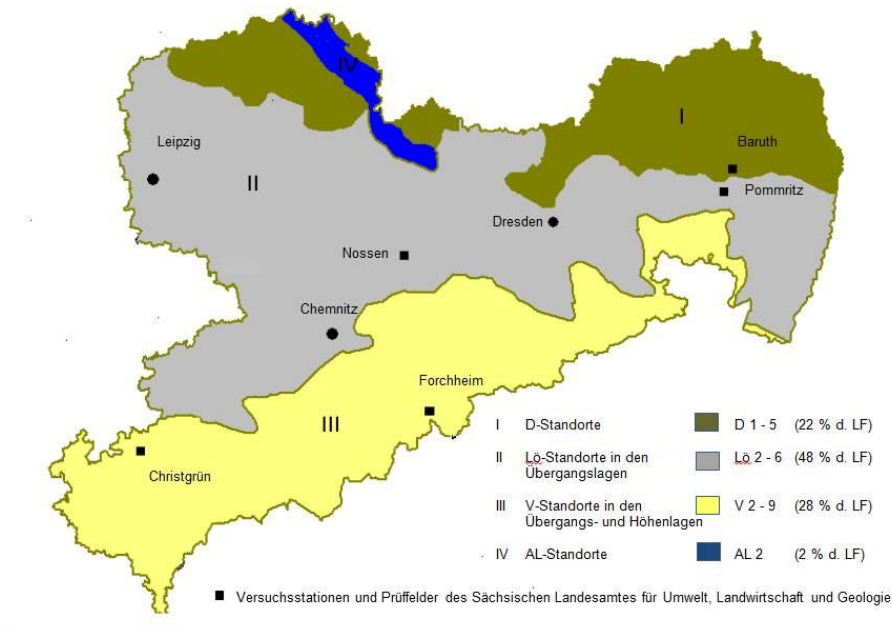 IV
I
Leipzig
Baruth
II
Pommritz
Dresden
Nossen
Chemnitz
Forchheim
III
Christgrün
I D-Standorte D 1 - 5 (22 % d. LF)
II Lö-Standorte in den Lö 2 - 6 (48 % d. LF)
Übergangslagen
III V-Standorte in den V 2 - 9 (28 % d. LF)
Übergangs- und Höhenlagen
IV AL-Standorte AL 2 (2 % d. LF)
Versuchsstationen und Prüffelder des Sächsischen Landesamtes für Umwelt, Landwirtschaft und Geologie